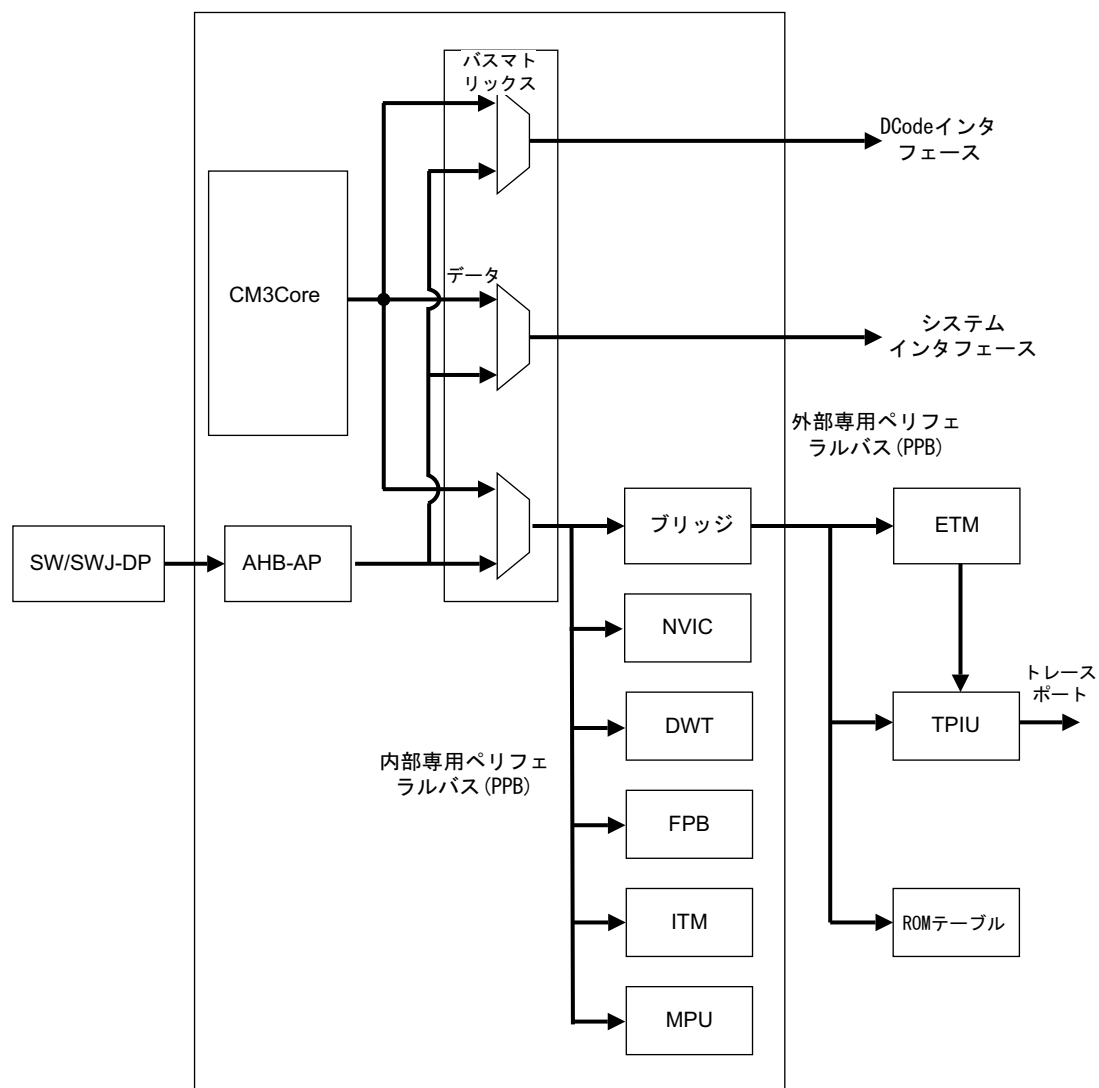 バスマト
リックス
DCodeインタ
フェース
CM3Core
データ
システム
インタフェース
外部専用ペリフェ
ラルバス(PPB)
SW/SWJ-DP
AHB-AP
ブリッジ
ETM
NVIC
トレース
ポート
DWT
TPIU
内部専用ペリフェ
ラルバス(PPB)
FPB
ITM
ROMテーブル
MPU